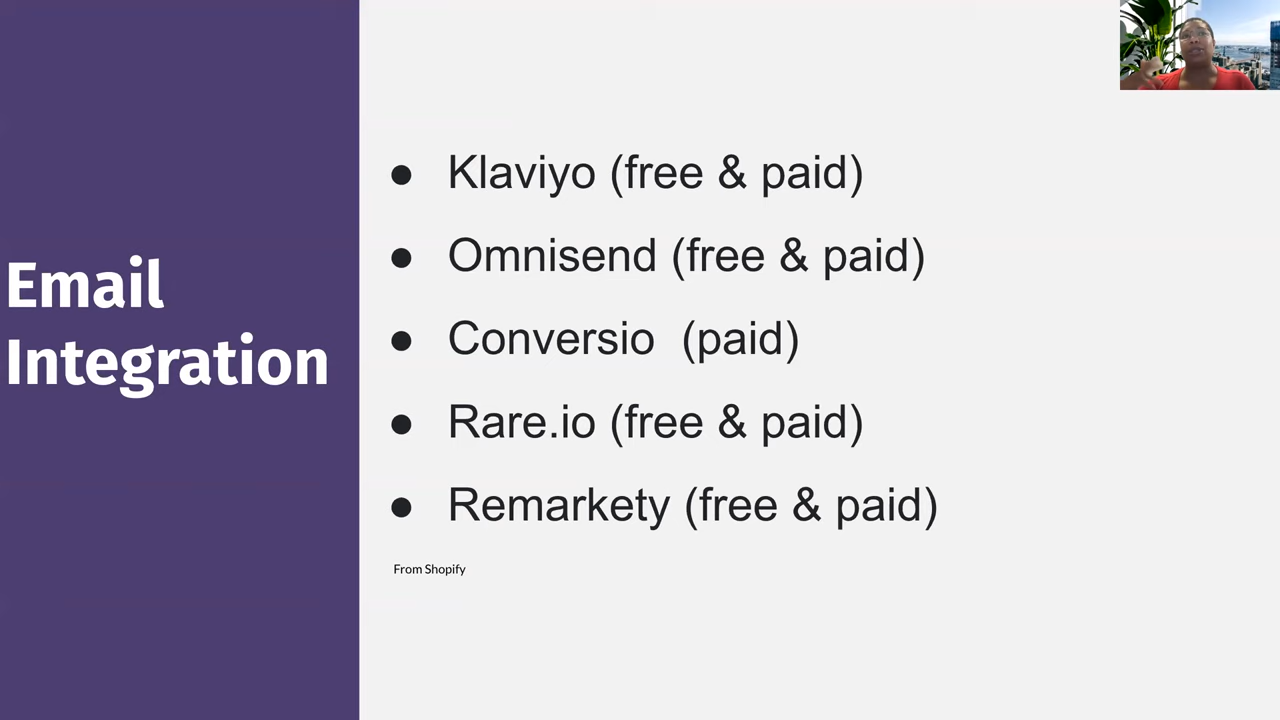 Email
Integration
● Klaviyo (free & paid)
● Omnisend (free & paid)
● Conversio  (paid)
● Rare.io (free & paid)
● Remarkety (free & paid)
From Shopify